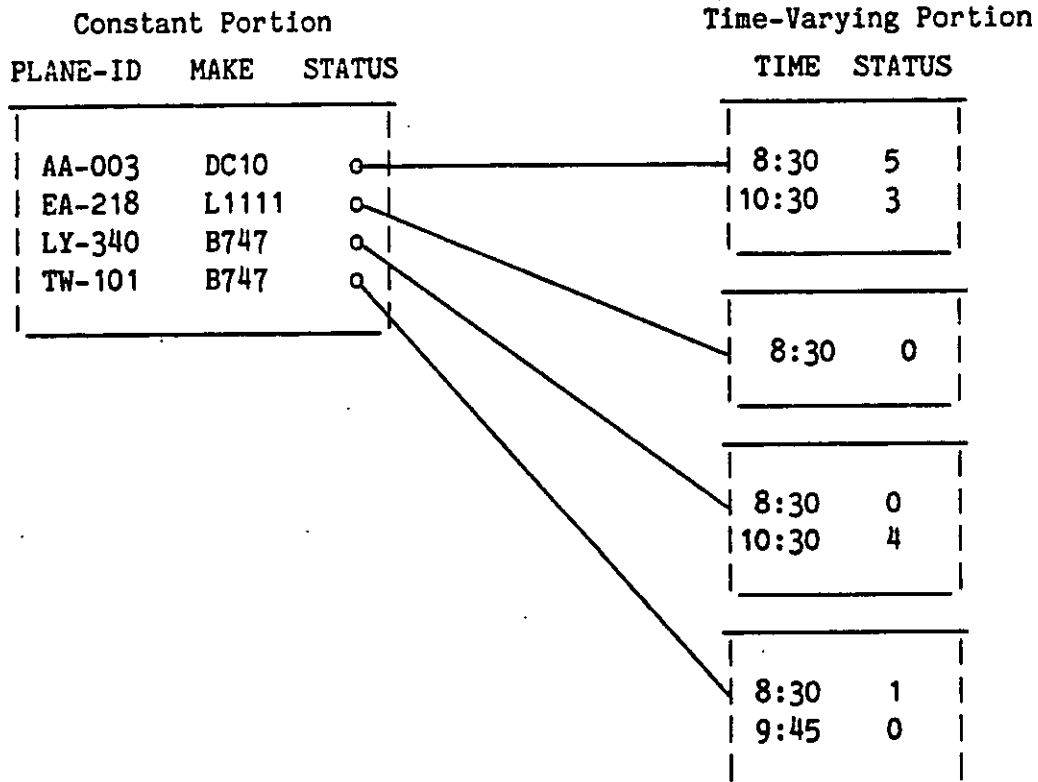 Constant Portion
PLANE-ID MAKE STATUS
AA-003 DC10
EA-218 L1111
LY-340 B747
TW-101 B747
Time-Varying Portion
TIME STATUS
8:30 5
10:30 3
8:30 0
8:30 0
10:30 4
8:30 1
9:45 0